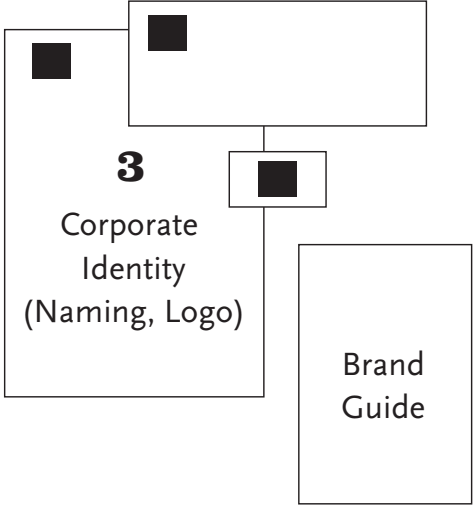 3
Corporate
Identity
(Naming, Logo)
Brand
Guide